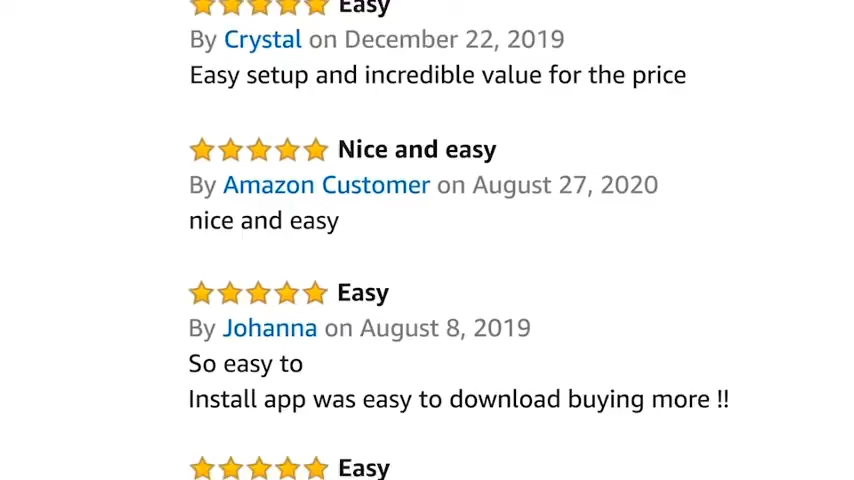 Easy
By Crystal on December 22, 2019
Easy setup and incredible value for the price
Nice and easy
By Amazon Customer on August 27, 2020
nice and easy
Easy
By Johanna on August 8, 2019
So easy to
Install app was easy to download buying more !!
Easy